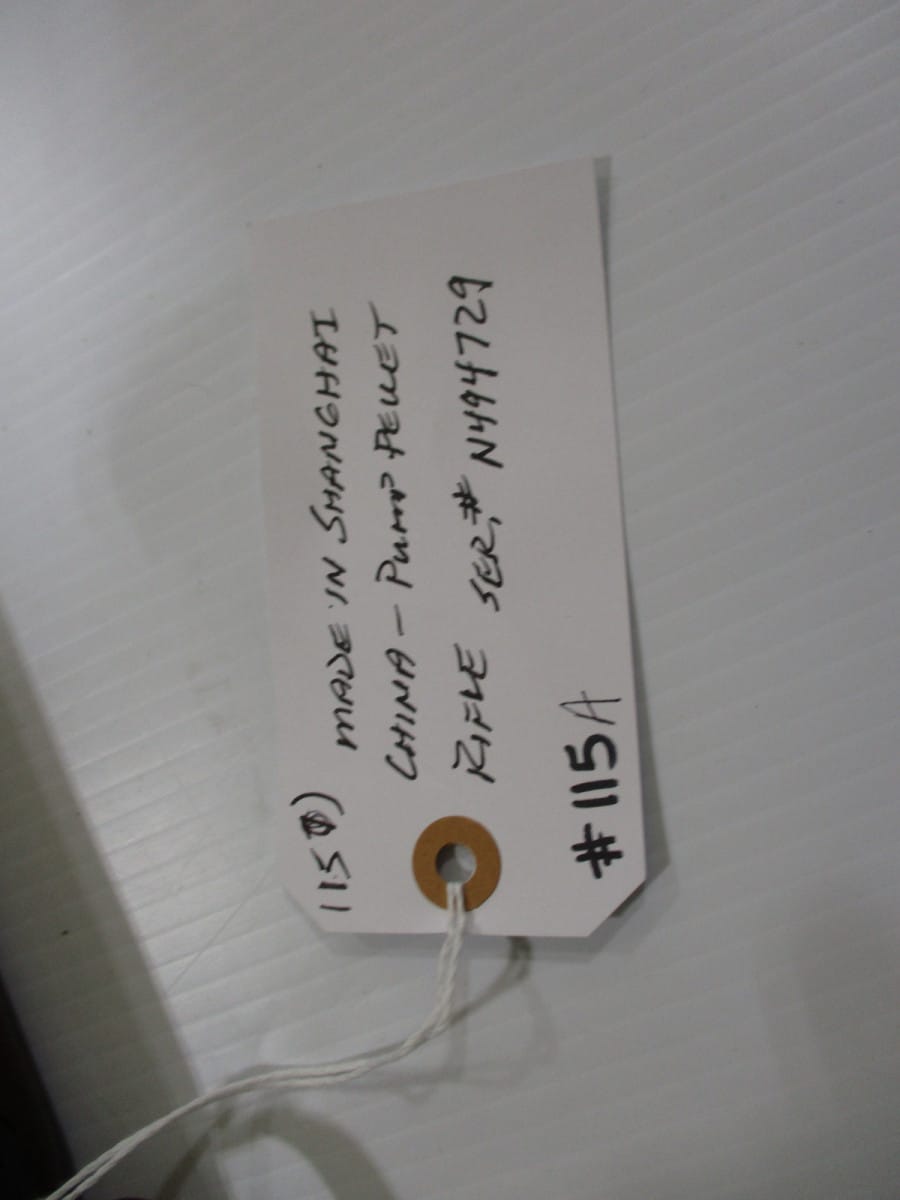 115) MADE IN SHANGHAI
CHINA - PUMP PELLET
RIFLE SER.# N494729
#115A